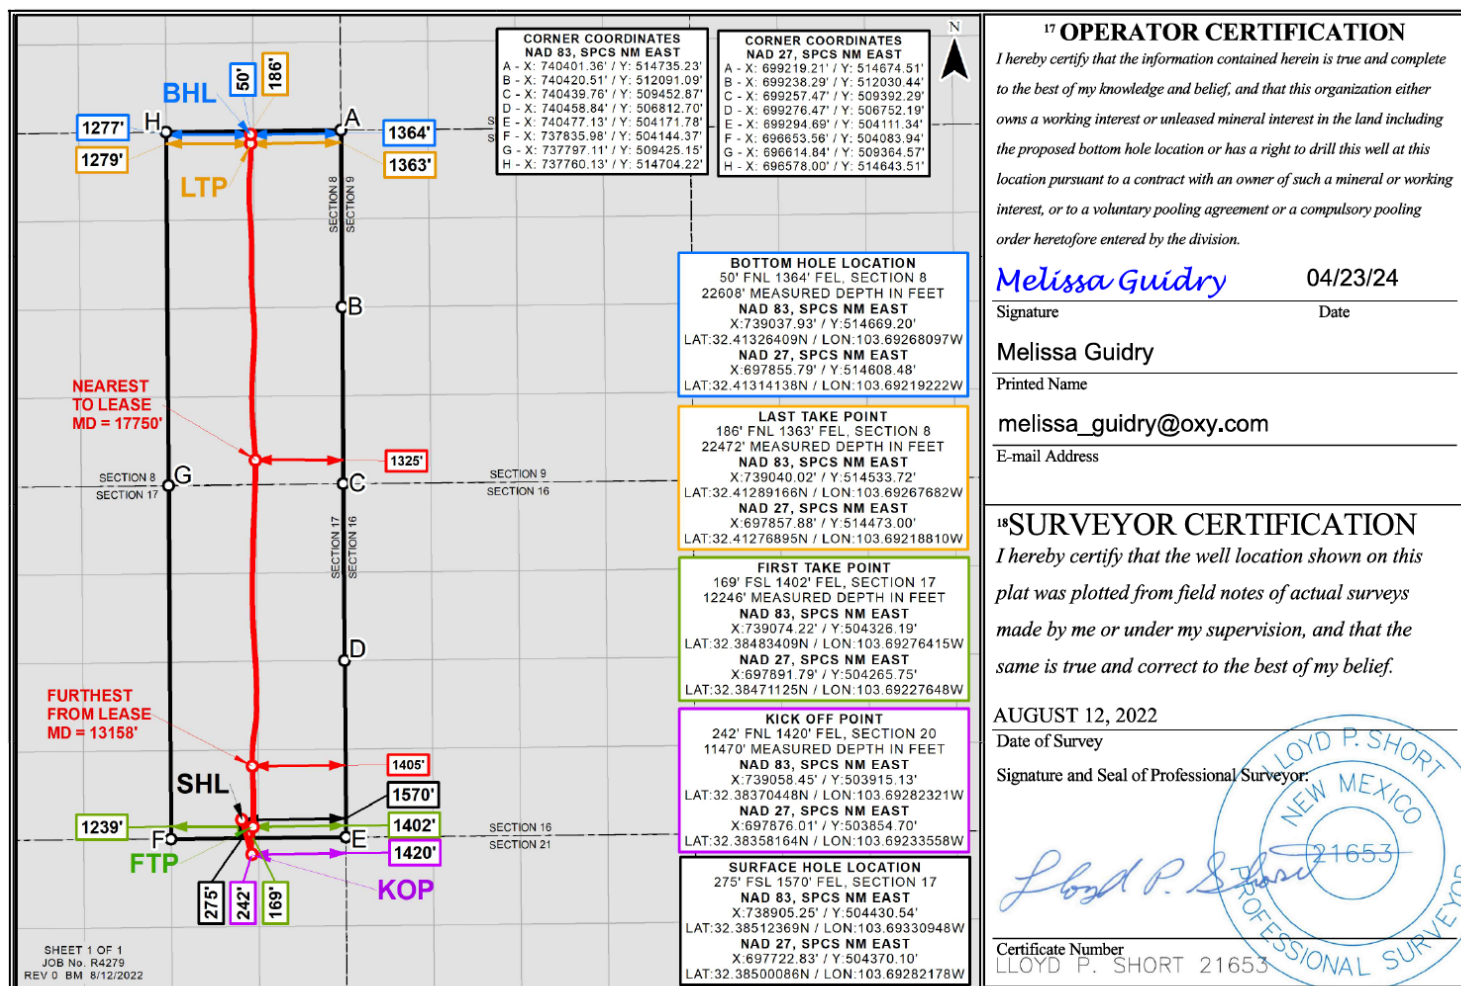 N
CORNER COORDINATES
NAD 83, SPCS NM EAST
A - X: 740401.36' / Y: 514735.23'
B - X: 740420.51' / Y: 512091.09'
C - X: 740439.76' / Y: 509452.87'
D - X: 740458.84' / Y: 506812.70'
E - X: 740477.13' / Y: 504171.78'
F - X: 737835.98' / Y: 504144.37'
G - X: 737797.11' / Y: 509425.15'
H - X: 737760.13' / Y: 514704.22'
CORNER COORDINATES
NAD 27, SPCS NM EAST
A - X: 699219.21' / Y: 514674.51'
B - X: 699238.29' / Y: 512030.44'
C - X: 699257.47' / Y: 509392.29'
D - X: 699276.47' / Y: 506752.19'
E - X: 699294.69' / Y: 504111.34'
F - X: 696653.56' / Y: 504083.94'
G - X: 696614.84' / Y: 509364.57'
H - X: 696578.00' / Y: 514643.51'
50'
186'
BHL
H
A
1277'
1364'
1279'
1363'
LTP
SECTION 8
SECTION 9
B
NEAREST
TO LEASE
MD = 17750'
1325'
SECTION 8
SECTION 17
G
C
SECTION 9
SECTION 16
SECTION 17
SECTION 16
D
FURTHEST
FROM LEASE
MD = 13158'
1405'
SHL
1570'
1239'
1402'
F
E
SECTION 16
SECTION 21
FTP
1420'
KOP
275'
242'
169'
SHEET 1 OF 1
JOB No. R4279
REV 0 BM 8/12/2022
BOTTOM HOLE LOCATION
50' FNL 1364' FEL, SECTION 8
22608' MEASURED DEPTH IN FEET
NAD 83, SPCS NM EAST
X:739037.93' / Y:514669.20'
LAT:32.41326409N / LON:103.69268097W
NAD 27, SPCS NM EAST
X:697855.79' / Y:514608.48'
LAT:32.41314138N / LON:103.69219222W
LAST TAKE POINT
186' FNL 1363' FEL, SECTION 8
22472' MEASURED DEPTH IN FEET
NAD 83, SPCS NM EAST
X:739040.02' / Y:514533.72'
LAT:32.41289166N / LON:103.69267682W
NAD 27, SPCS NM EAST
X:697857.88' / Y:514473.00'
LAT:32.41276895N / LON:103.69218810W
FIRST TAKE POINT
169' FSL 1402' FEL, SECTION 17
12246' MEASURED DEPTH IN FEET
NAD 83, SPCS NM EAST
X:739074.22' / Y:504326.19'
LAT:32.38483409N / LON:103.69276415W
NAD 27, SPCS NM EAST
X:697891.79' / Y:504265.75'
LAT:32.38471125N / LON:103.69227648W
KICK OFF POINT
242' FNL 1420' FEL, SECTION 20
11470' MEASURED DEPTH IN FEET
NAD 83, SPCS NM EAST
X:739058.45' / Y:503915.13'
LAT:32.38370448N / LON:103.69282321W
NAD 27, SPCS NM EAST
X:697876.01' / Y:503854.70'
LAT:32.38358164N / LON:103.69233558W
SURFACE HOLE LOCATION
275' FSL 1570' FEL, SECTION 17
NAD 83, SPCS NM EAST
X:738905.25' / Y:504430.54'
LAT:32.38512369N / LON:103.69330948W
NAD 27, SPCS NM EAST
X:697722.83' / Y:504370.10'
LAT:32.38500086N / LON:103.69282178W
17 OPERATOR CERTIFICATION
I hereby certify that the information contained herein is true and complete
to the best of my knowledge and belief, and that this organization either
owns a working interest or unleased mineral interest in the land including
the proposed bottom hole location or has a right to drill this well at this
location pursuant to a contract with an owner of such a mineral or working
interest, or to a voluntary pooling agreement or a compulsory pooling
order heretofore entered by the division.
Melissa Guidry 04/23/24
Signature Date
Melissa Guidry
Printed Name
melissa_guidry@oxy.com
E-mail Address
18 SURVEYOR CERTIFICATION
I hereby certify that the well location shown on this
plat was plotted from field notes of actual surveys
made by me or under my supervision, and that the
same is true and correct to the best of my belief.
AUGUST 12, 2022
Date of Survey
Signature and Seal of Professional Surveyor:
LLOYD P. SHORT
NEW MEXICO
21653
PROFESSIONAL SURVEYOR
Lloyd P. Short
Certificate Number
LLOYD P. SHORT 21653